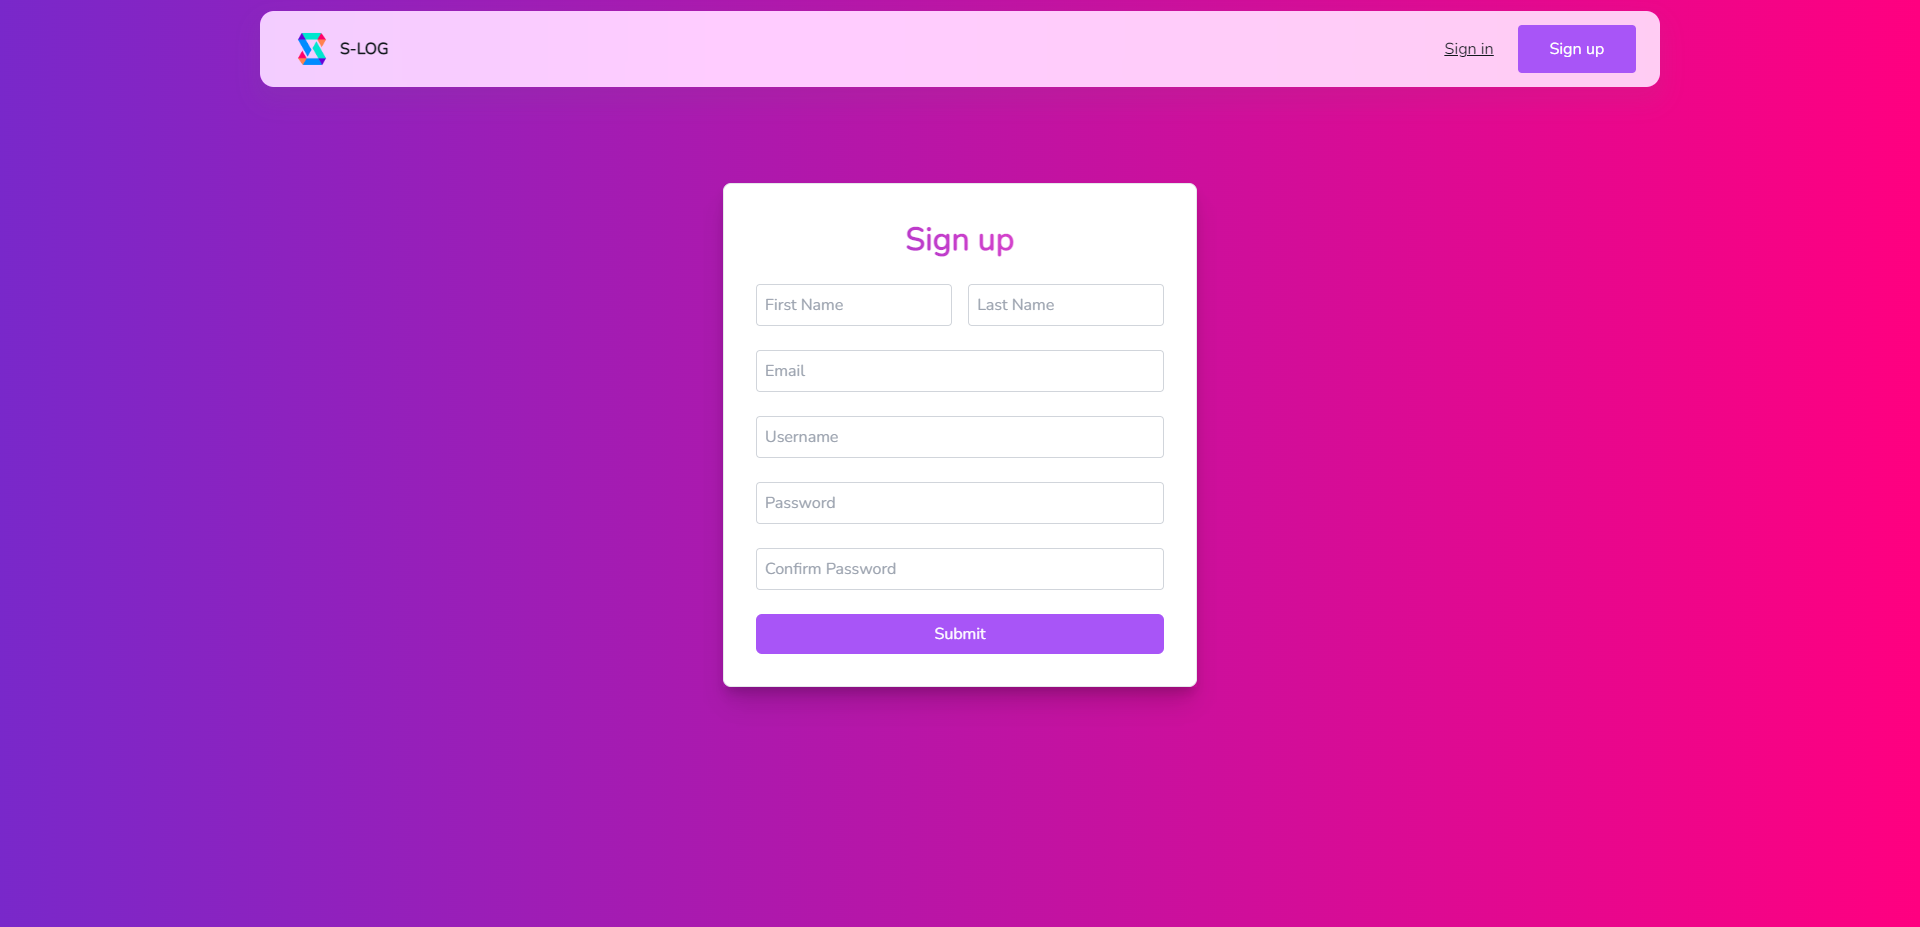 S-LOG
Sign in
Sign up
Sign up
First Name
Last Name
Email
Username
Password
Confirm Password
Submit